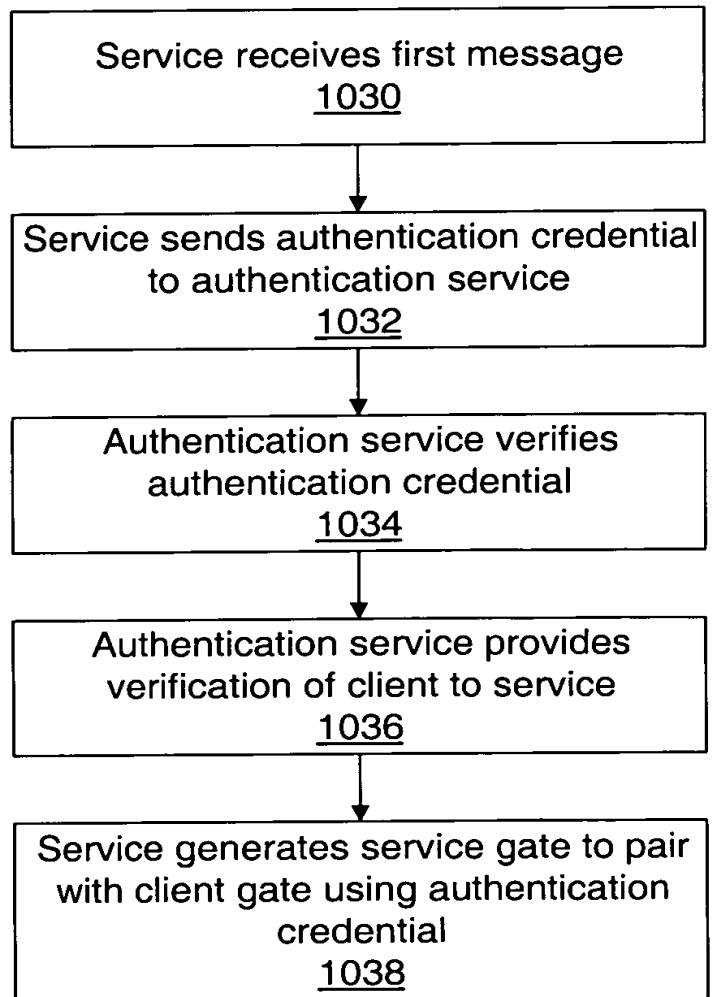 Service receives first message
1030
Service sends authentication credential
to authentication service
1032
Authentication service verifies
authentication credential
1034
Authentication service provides
verification of client to service
1036
Service generates service gate to pair
with client gate using authentication
credential
1038